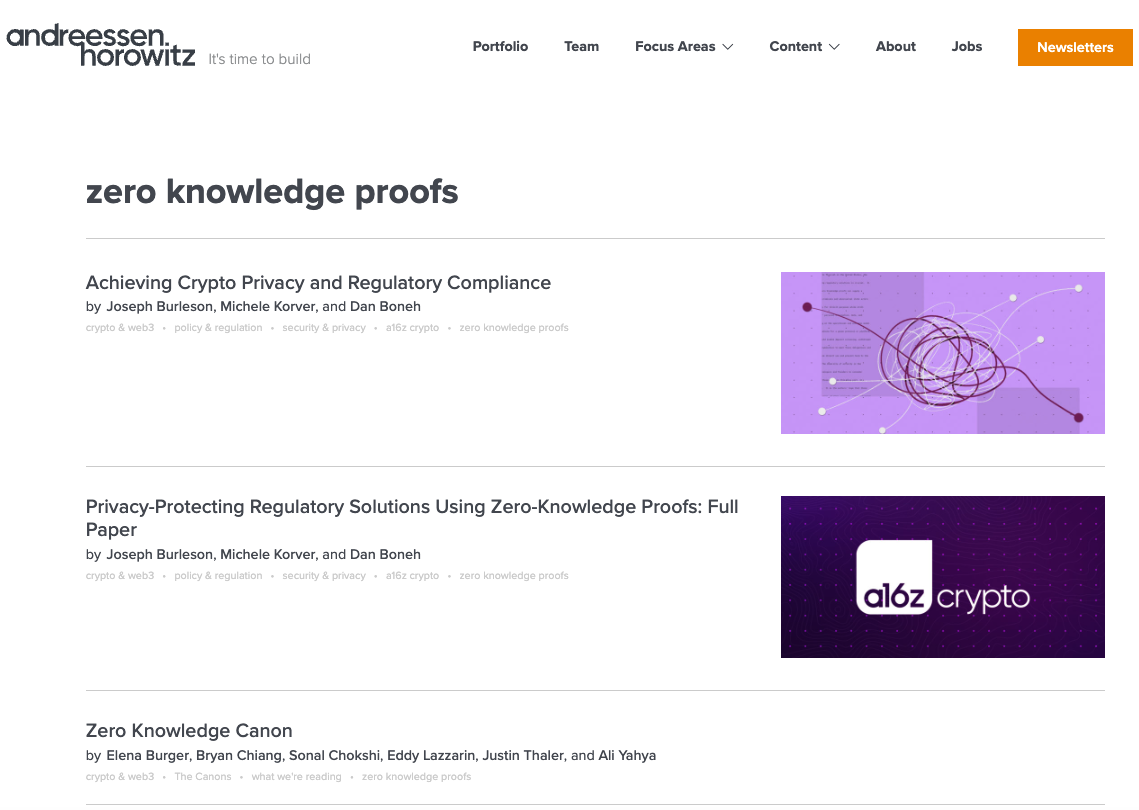 andreessen.
horowitz
It's time to build
Portfolio
Team
Focus Areas
Content
About
Jobs
Newsletters
zero knowledge proofs
Achieving Crypto Privacy and Regulatory Compliance
by Joseph Burleson, Michele Korver, and Dan Boneh
crypto & web3 • policy & regulation • security & privacy • a16z crypto • zero knowledge proofs
Privacy-Protecting Regulatory Solutions Using Zero-Knowledge Proofs: Full
Paper
by Joseph Burleson, Michele Korver, and Dan Boneh
crypto & web3 • policy & regulation • security & privacy • a16z crypto • zero knowledge proofs
a16z crypto
Zero Knowledge Canon
by Elena Burger, Bryan Chiang, Sonal Chokshi, Eddy Lazzarin, Justin Thaler, and Ali Yahya
crypto & web3 • The Canons • what we're reading • zero knowledge proofs